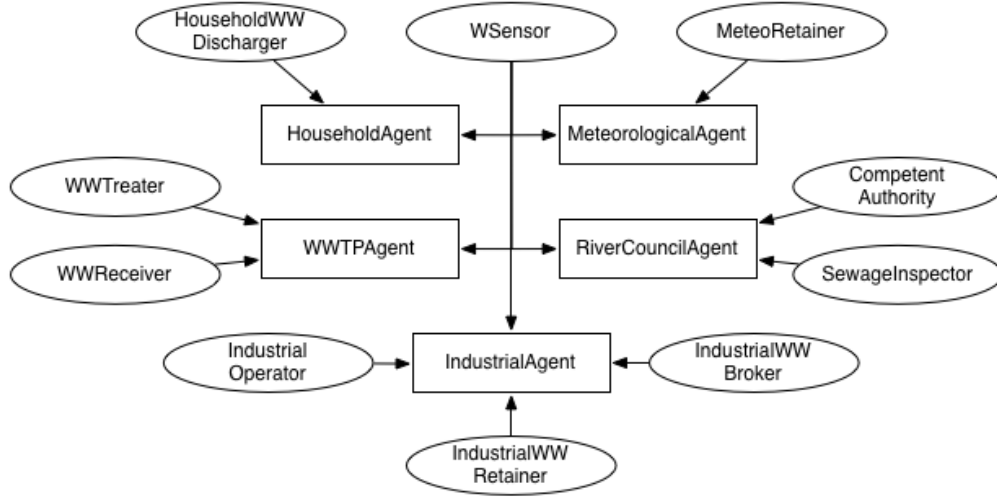 HouseholdWW
Discharger
WSensor
MeteoRetainer
HouseholdAgent
MeteorologicalAgent
WWTreater
Competent
Authority
WWTPAgent
RiverCouncilAgent
WWReceiver
SewageInspector
Industrial
Operator
IndustrialAgent
IndustrialWW
Broker
IndustrialWW
Retainer